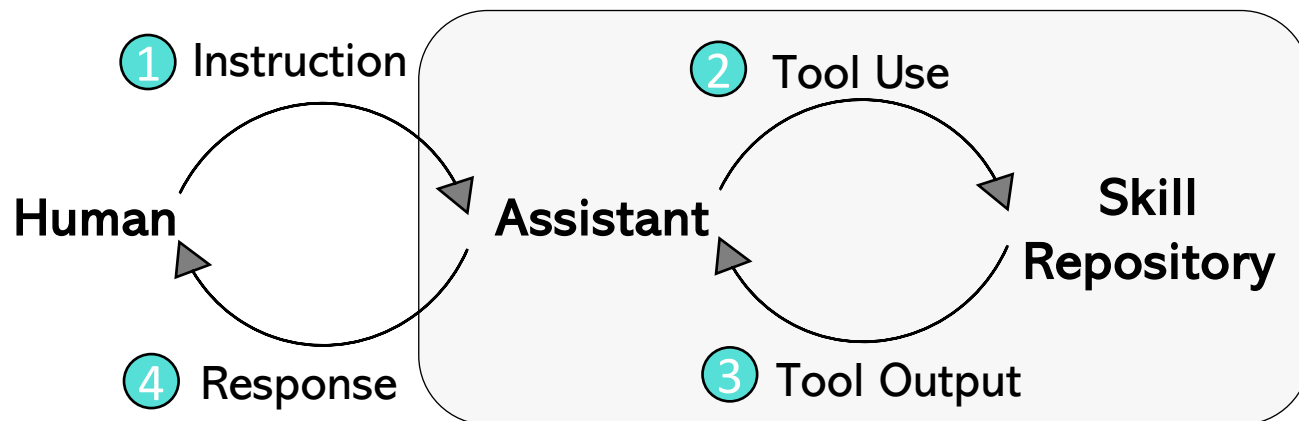 1 Instruction
2 Tool Use
Human
Assistant
Skill
Repository
4 Response
3 Tool Output